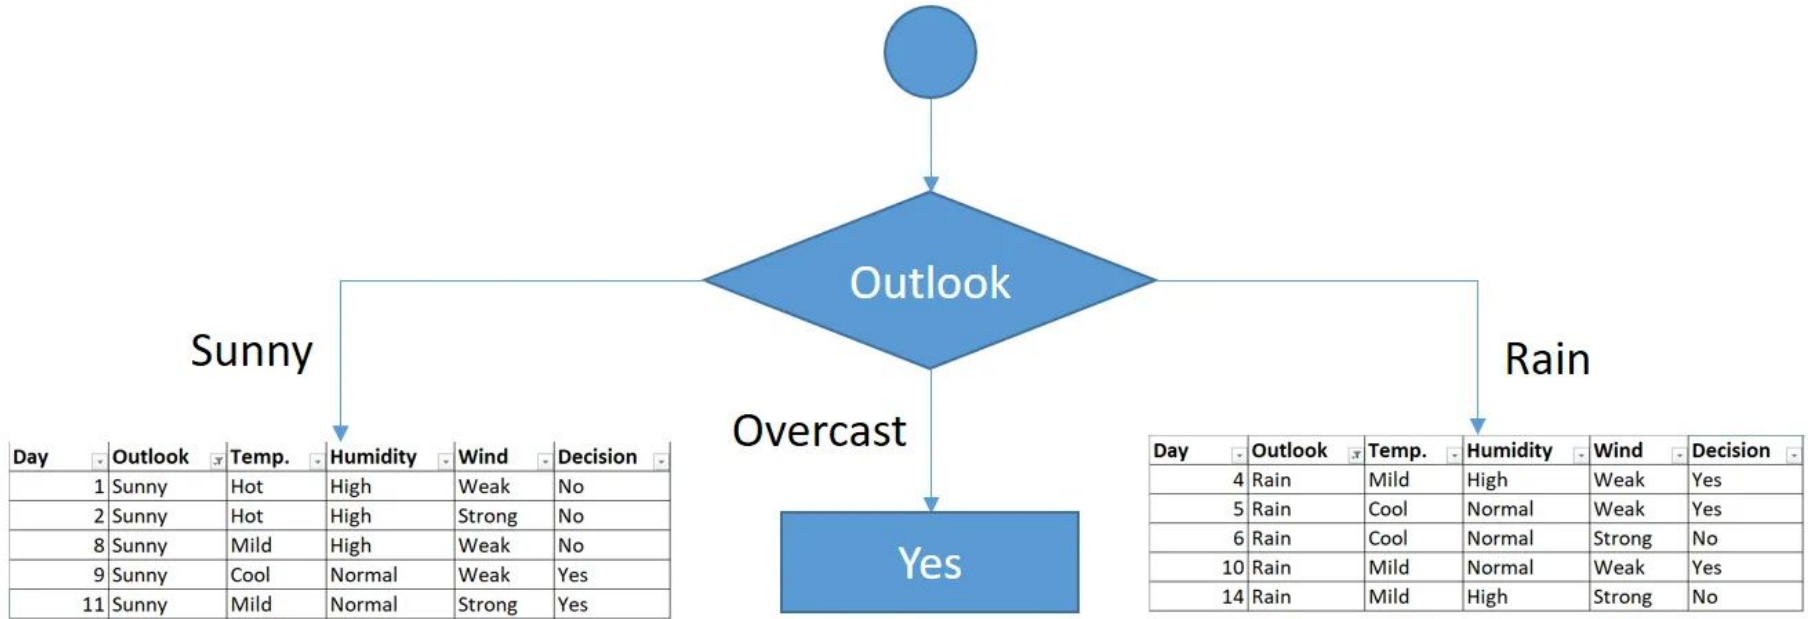 Outlook
Sunny
Rain
Overcast
Yes
Day Outlook Temp. Humidity Wind Decision
1 Sunny Hot High Weak No
2 Sunny Hot High Strong No
8 Sunny Mild High Weak No
9 Sunny Cool Normal Weak Yes
11 Sunny Mild Normal Strong Yes
Day Outlook Temp. Humidity Wind Decision
4 Rain Mild High Weak Yes
5 Rain Cool Normal Weak Yes
6 Rain Cool Normal Strong No
10 Rain Mild Normal Weak Yes
14 Rain Mild High Strong No